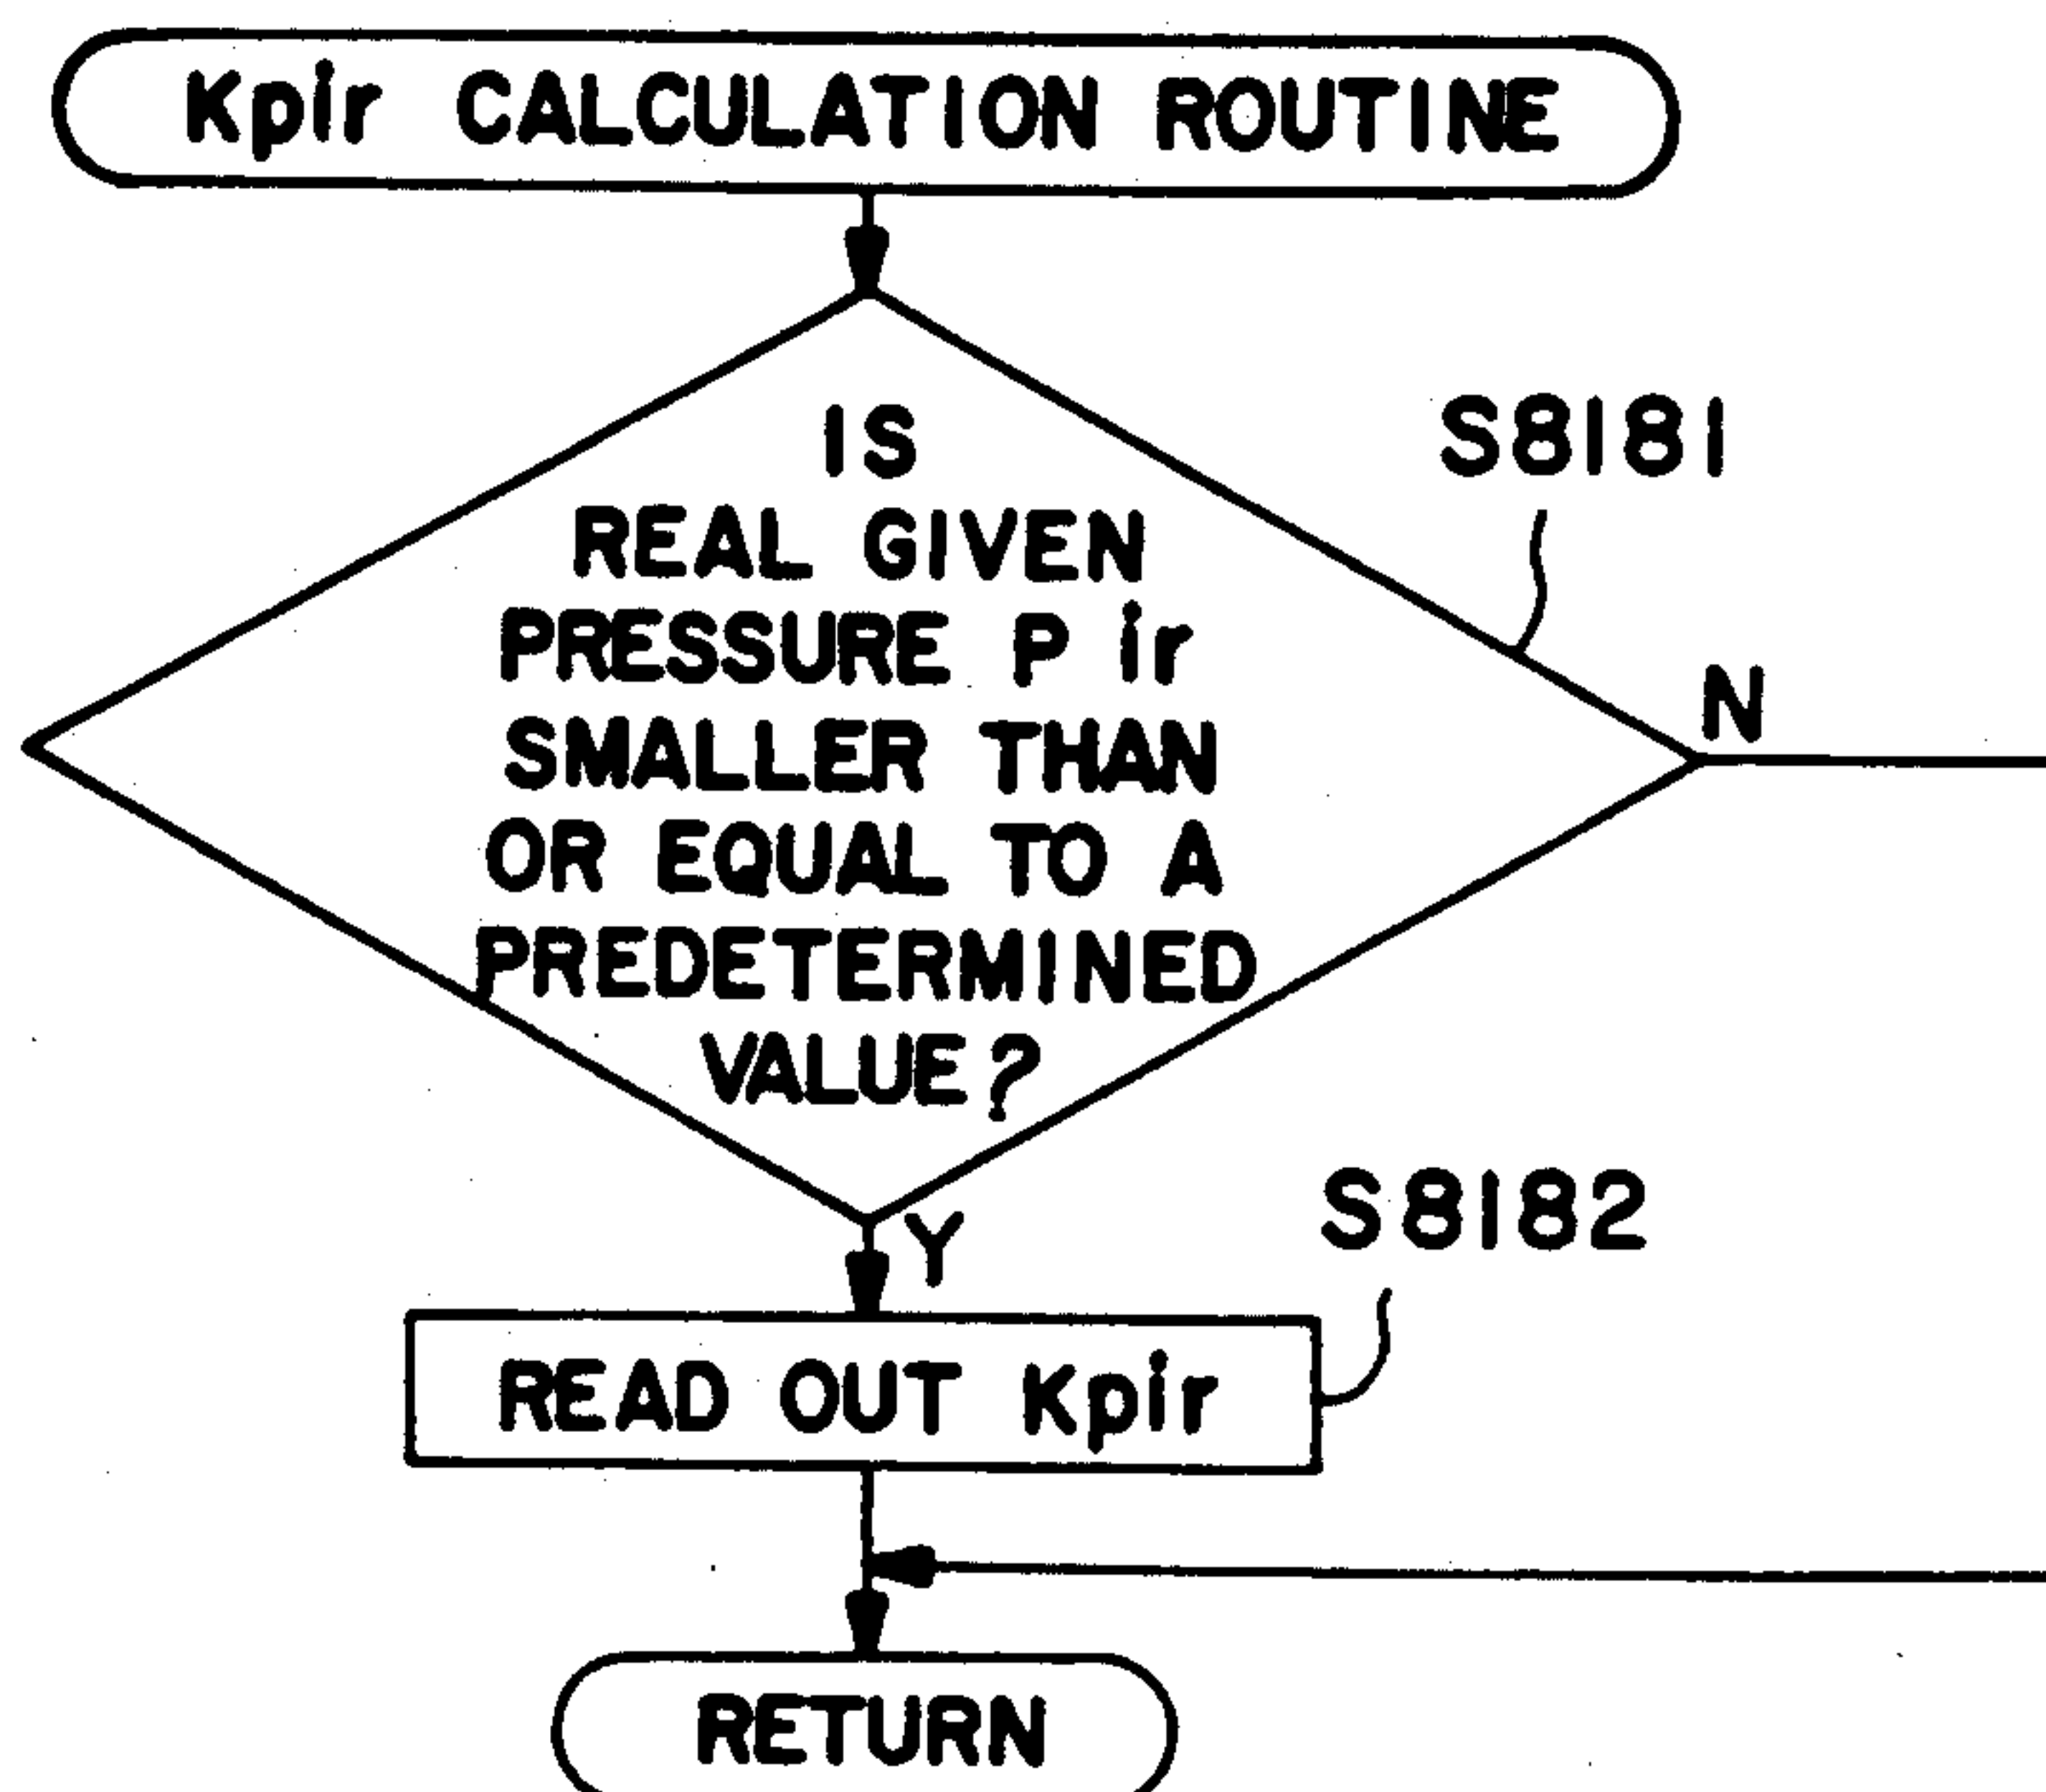 Kpir CALCULATION ROUTINE
IS
REAL GIVEN
PRESSURE P ir
SMALLER THAN
OR EQUAL TO A
PREDETERMINED
VALUE?
S8181
N
Y
S8182
READ OUT Kpir
RETURN